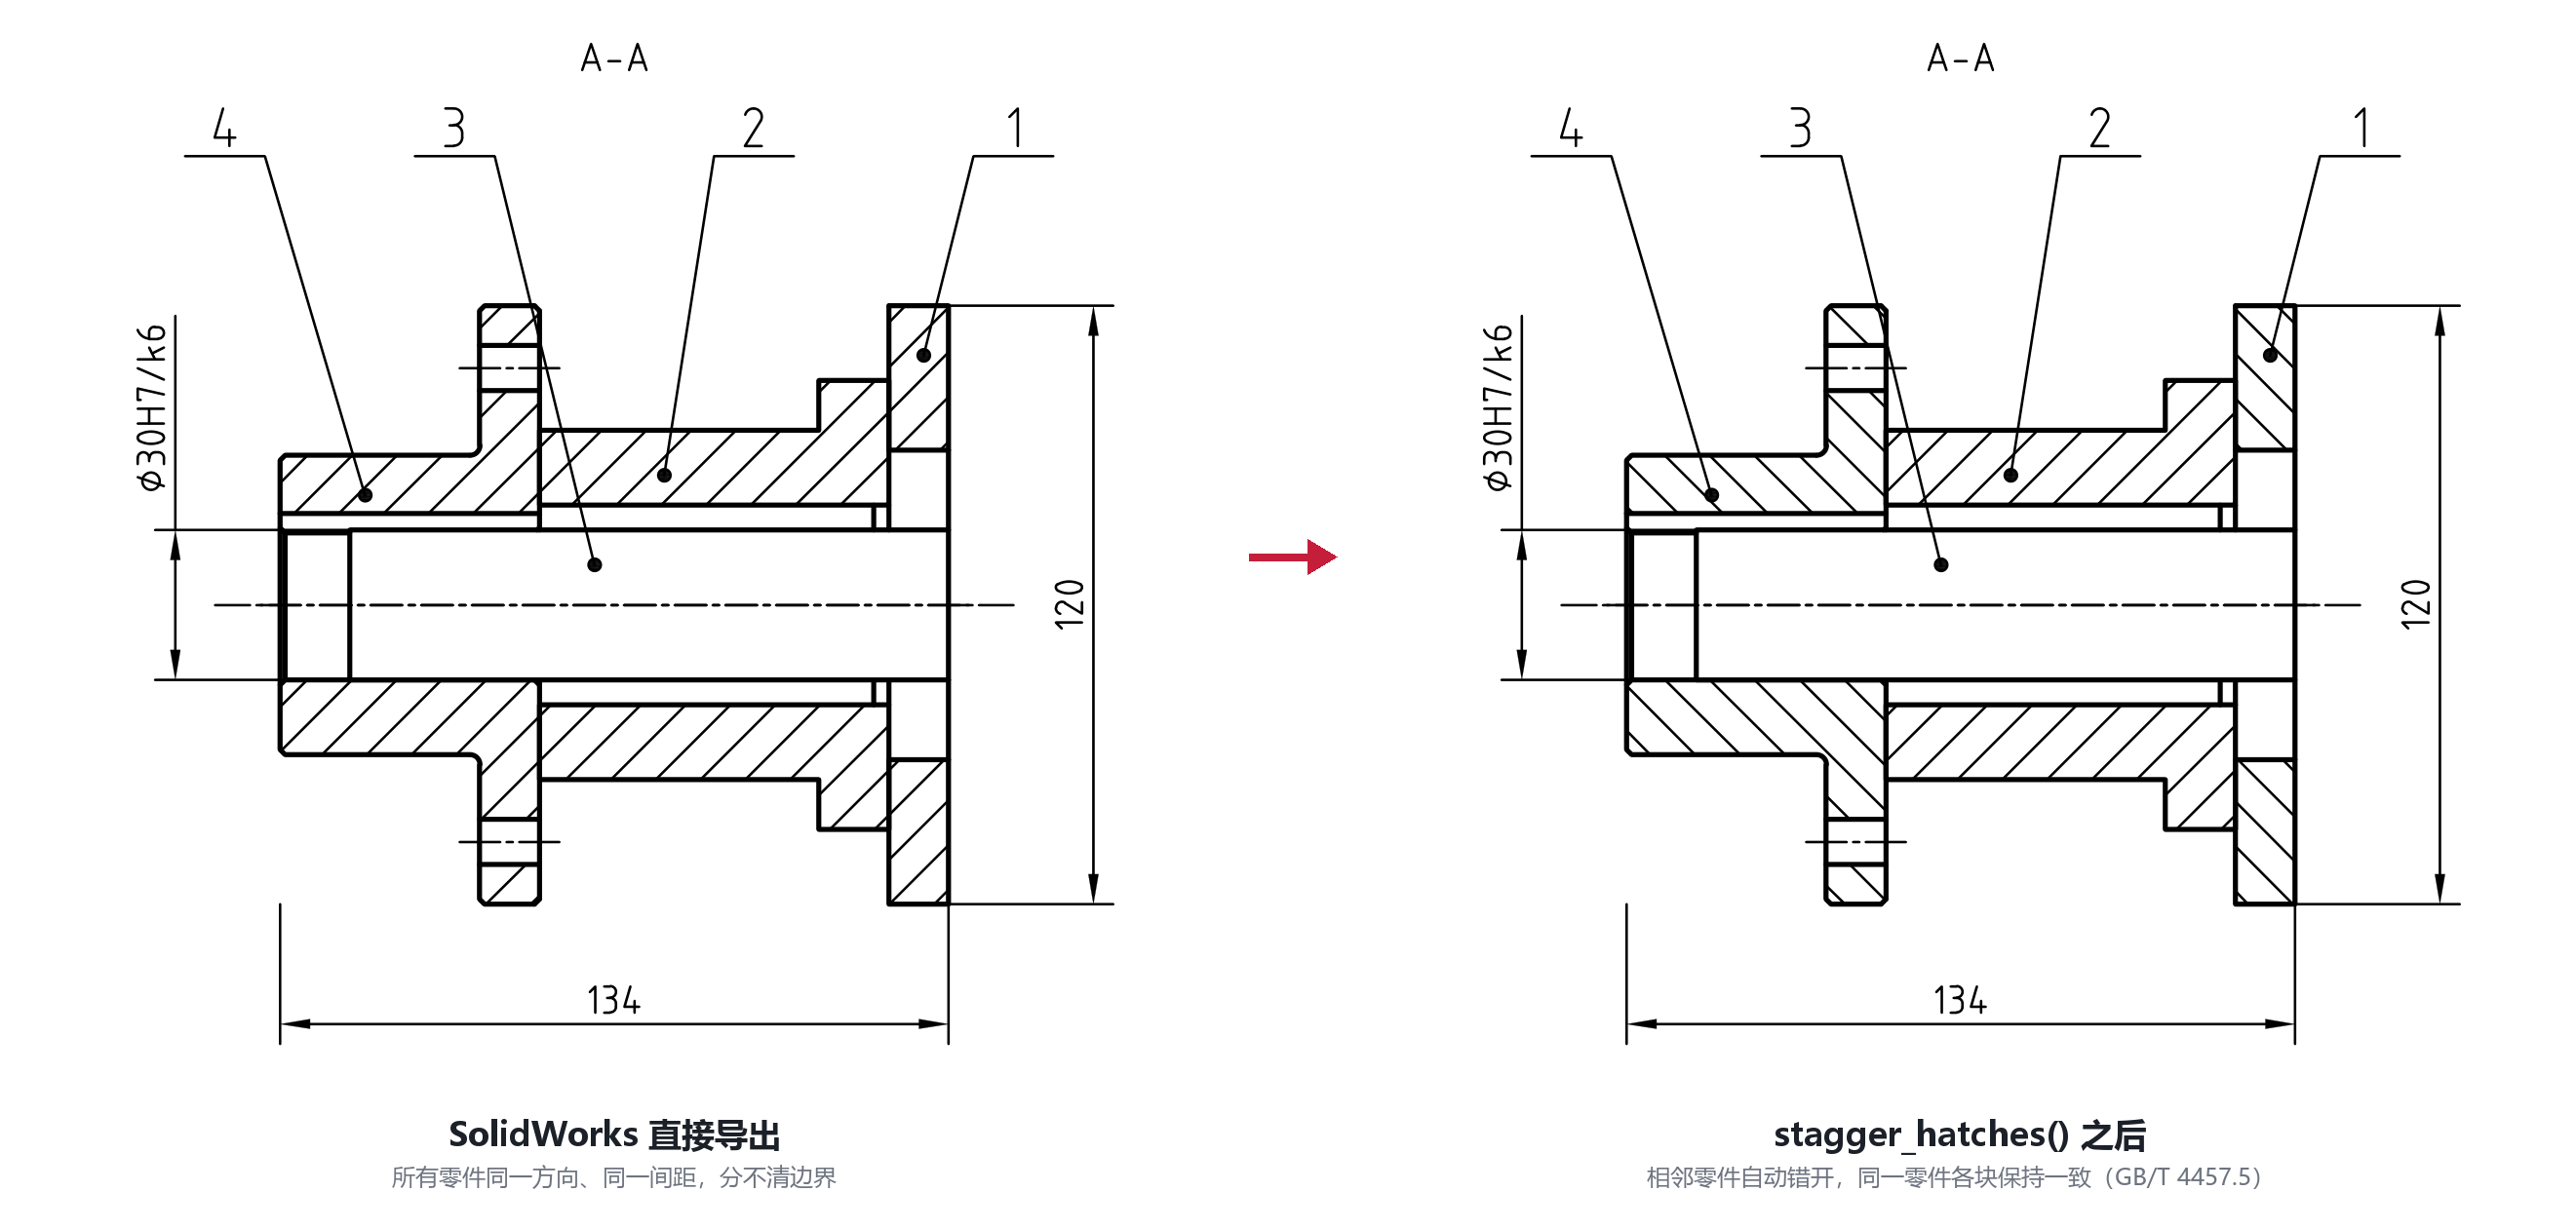 A-A
4
3
2
1
ϕ30H7/k6
120
134
SolidWorks 直接导出
所有零件同一方向、同一间距，分不清边界
A-A
4
3
2
1
ϕ30H7/k6
120
134
stagger_hatches() 之后
相邻零件自动错开，同一零件各块保持一致（GB/T 4457.5）